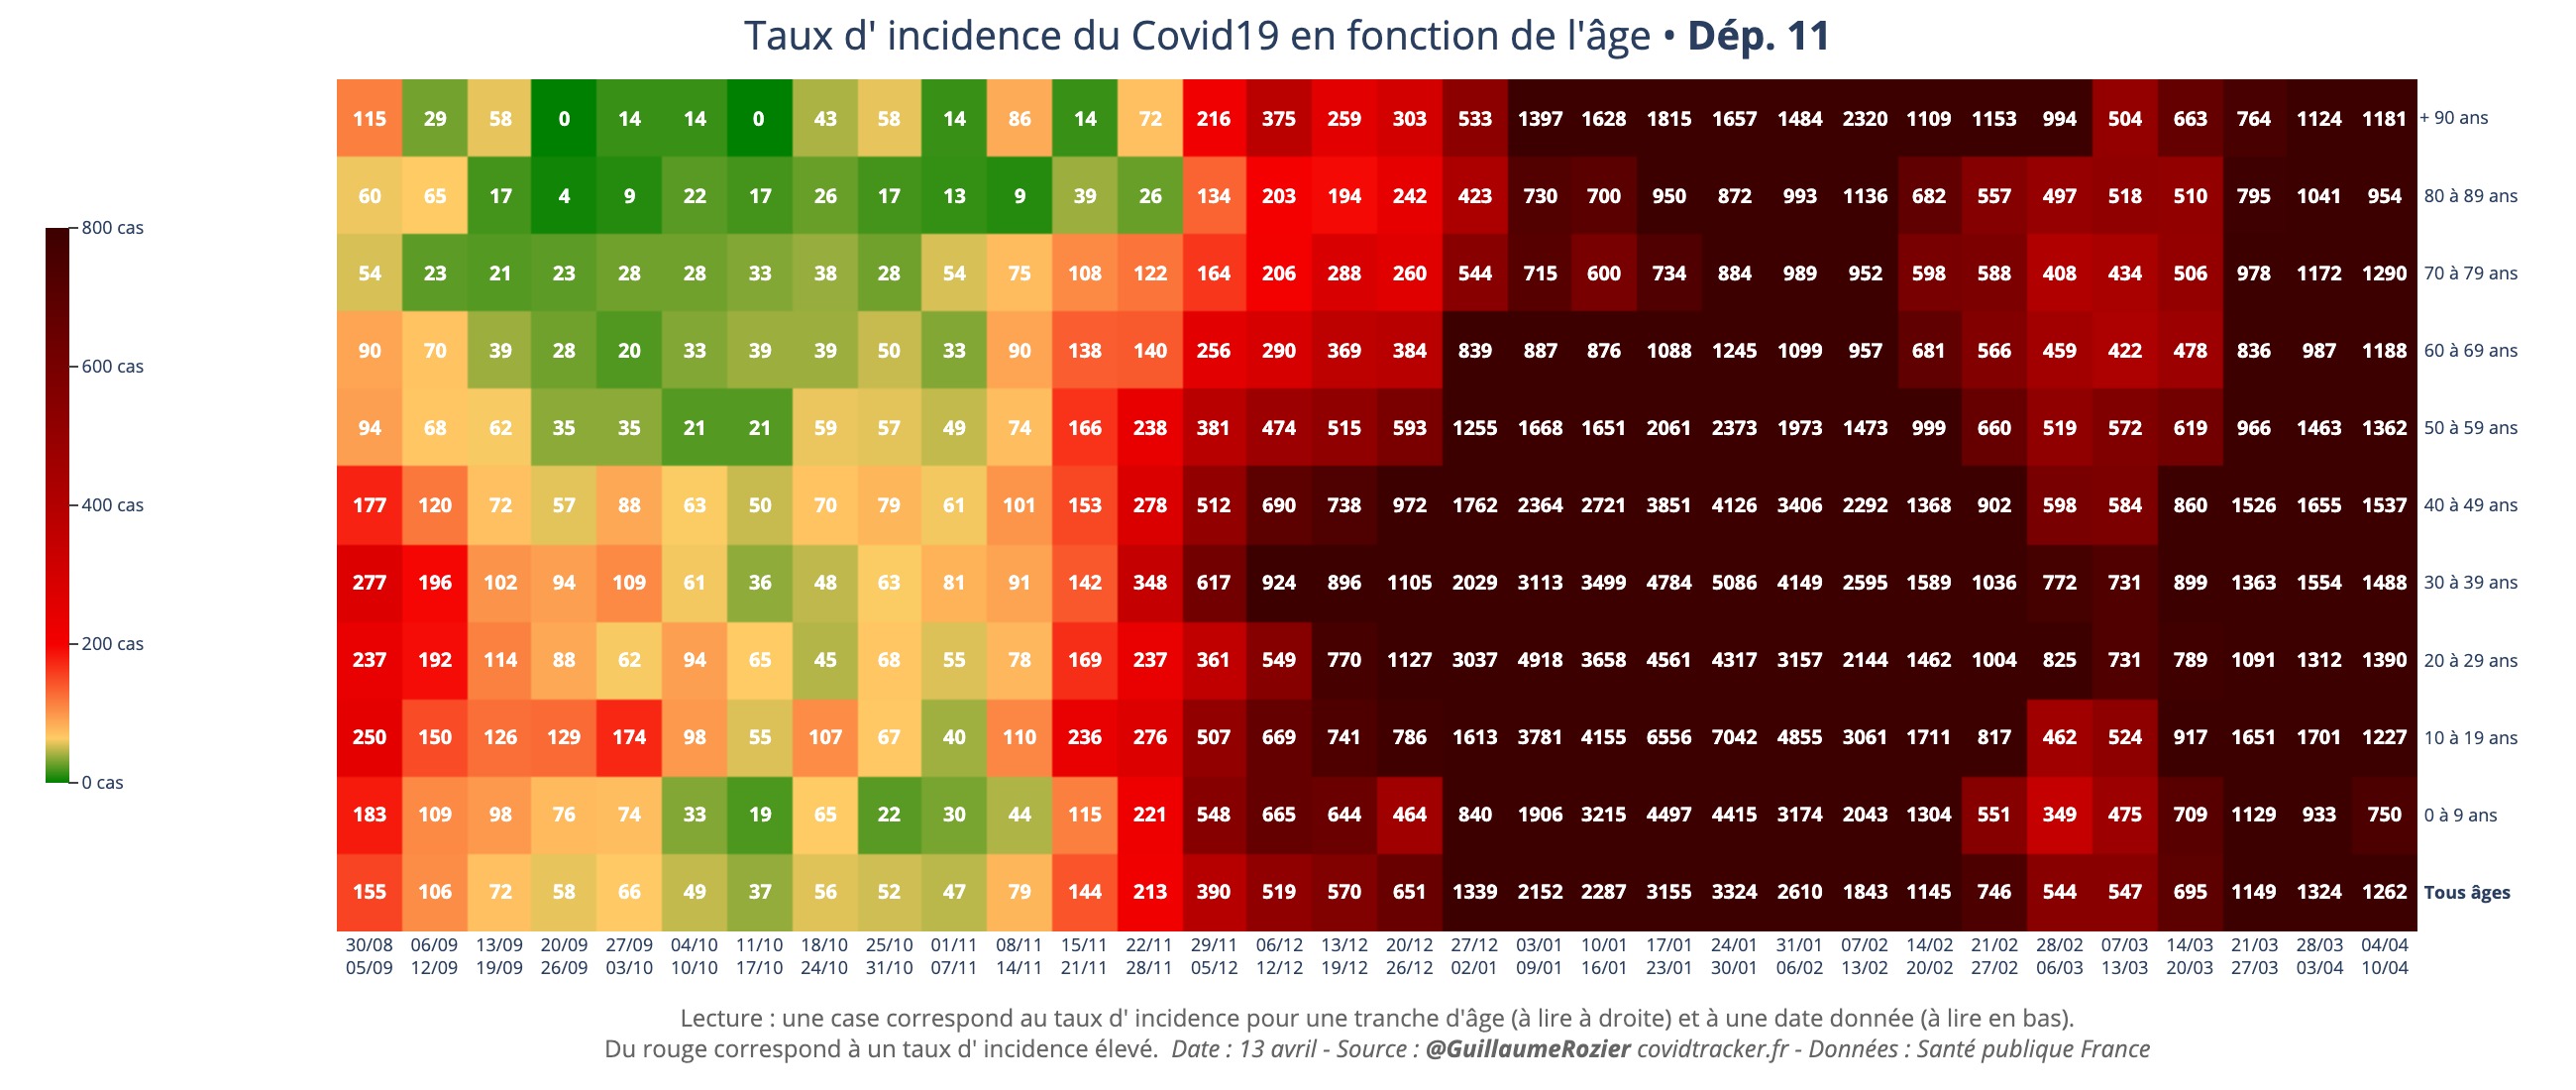 Taux d' incidence du Covid19 en fonction de l'âge • Dép. 11
800 cas
600 cas
400 cas
200 cas
0 cas
115 29 58 0 14 14 0 43 58 14 86 14 72 216 375 259 303 533 1397 1628 1815 1657 1484 2320 1109 1153 994 504 663 764 1124 1181 + 90 ans
60 65 17 4 9 22 17 26 17 13 9 39 26 134 203 194 242 423 730 700 950 872 993 1136 682 557 497 518 510 795 1041 954 80 à 89 ans
54 23 21 23 28 28 33 38 28 54 75 108 122 164 206 288 260 544 715 600 734 884 989 952 598 588 408 434 506 978 1172 1290 70 à 79 ans
90 70 39 28 20 33 39 39 50 33 90 138 140 256 290 369 384 839 887 876 1088 1245 1099 957 681 566 459 422 478 836 987 1188 60 à 69 ans
94 68 62 35 35 21 21 59 57 49 74 166 238 381 474 515 593 1255 1668 1651 2061 2373 1973 1473 999 660 519 572 619 966 1463 1362 50 à 59 ans
177 120 72 57 88 63 50 70 79 61 101 153 278 512 690 738 972 1762 2364 2721 3851 4126 3406 2292 1368 902 598 584 860 1526 1655 1537 40 à 49 ans
277 196 102 94 109 61 36 48 63 81 91 142 348 617 924 896 1105 2029 3113 3499 4784 5086 4149 2595 1589 1036 772 731 899 1363 1554 1488 30 à 39 ans
237 192 114 88 62 94 65 45 68 55 78 169 237 361 549 770 1127 3037 4918 3658 4561 4317 3157 2144 1462 1004 825 731 789 1091 1312 1390 20 à 29 ans
250 150 126 129 174 98 55 107 67 40 110 236 276 507 669 741 786 1613 3781 4155 6556 7042 4855 3061 1711 817 462 524 917 1651 1701 1227 10 à 19 ans
183 109 98 76 74 33 19 65 22 30 44 115 221 548 665 644 464 840 1906 3215 4497 4415 3174 2043 1304 551 349 475 709 1129 933 750 0 à 9 ans
155 106 72 58 66 49 37 56 52 47 79 144 213 390 519 570 651 1339 2152 2287 3155 3324 2610 1843 1145 746 544 547 695 1149 1324 1262 Tous âges
30/08 06/09 13/09 20/09 27/09 04/10 11/10 18/10 25/10 01/11 08/11 15/11 22/11 29/11 06/12 13/12 20/12 27/12 03/01 10/01 17/01 24/01 31/01 07/02 14/02 21/02 28/02 07/03 14/03 21/03 28/03 04/04
05/09 12/09 19/09 26/09 03/10 10/10 17/10 24/10 31/10 07/11 14/11 21/11 28/11 05/12 12/12 19/12 26/12 02/01 09/01 16/01 23/01 30/01 06/02 13/02 20/02 27/02 06/03 13/03 20/03 27/03 03/04 10/04
Lecture : une case correspond au taux d' incidence pour une tranche d'âge (à lire à droite) et à une date donnée (à lire en bas).
Du rouge correspond à un taux d' incidence élevé. Date : 13 avril - Source : @GuillaumeRozier covidtracker.fr - Données : Santé publique France